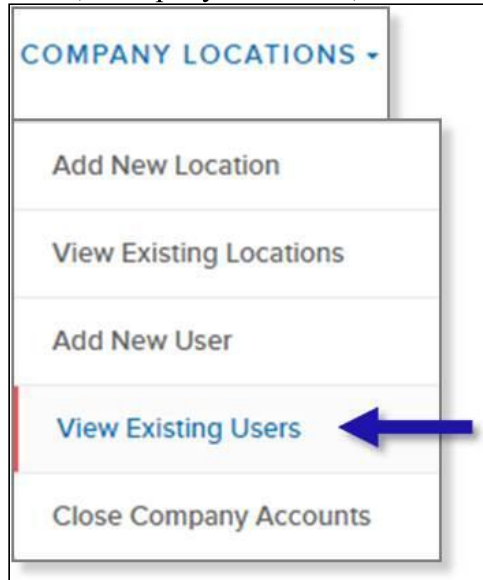 COMPANY LOCATIONS
Add New Location
View Existing Locations
Add New User
View Existing Users
Close Company Accounts